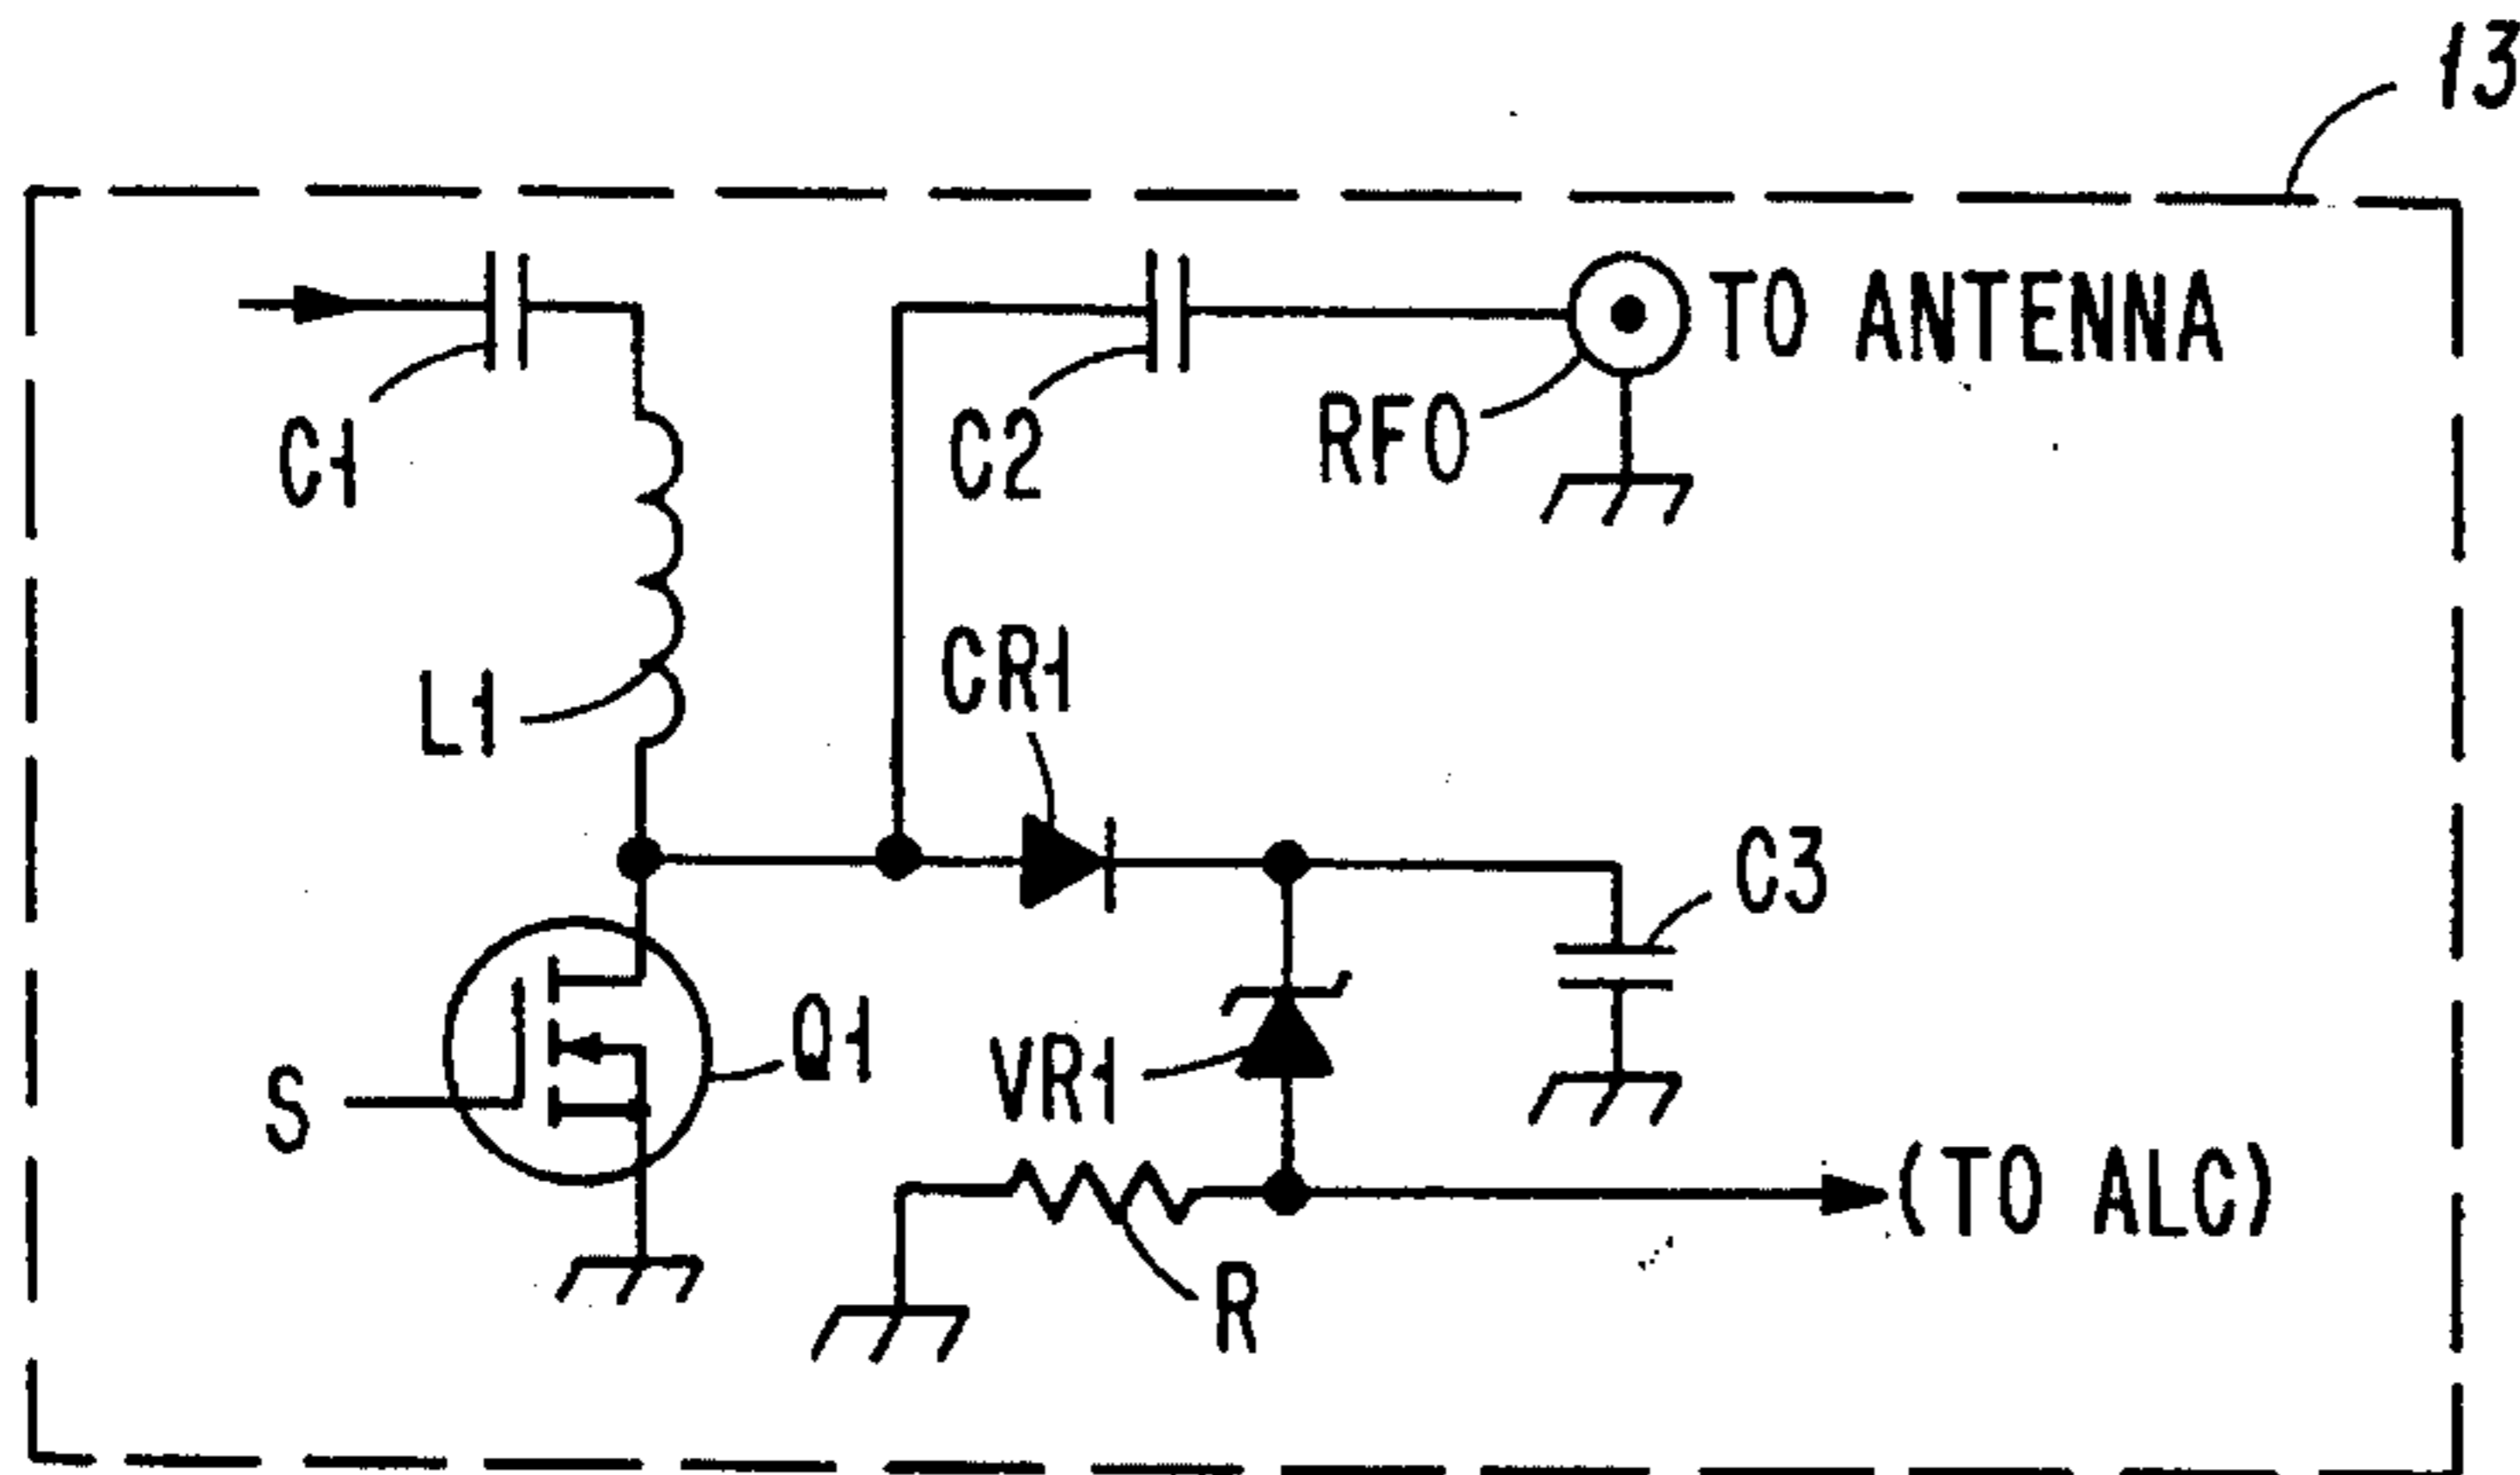 13
TO ANTENNA
C1
C2
RFO
L1
CR1
C3
Q1
S
VR1
(TO ALC)
R